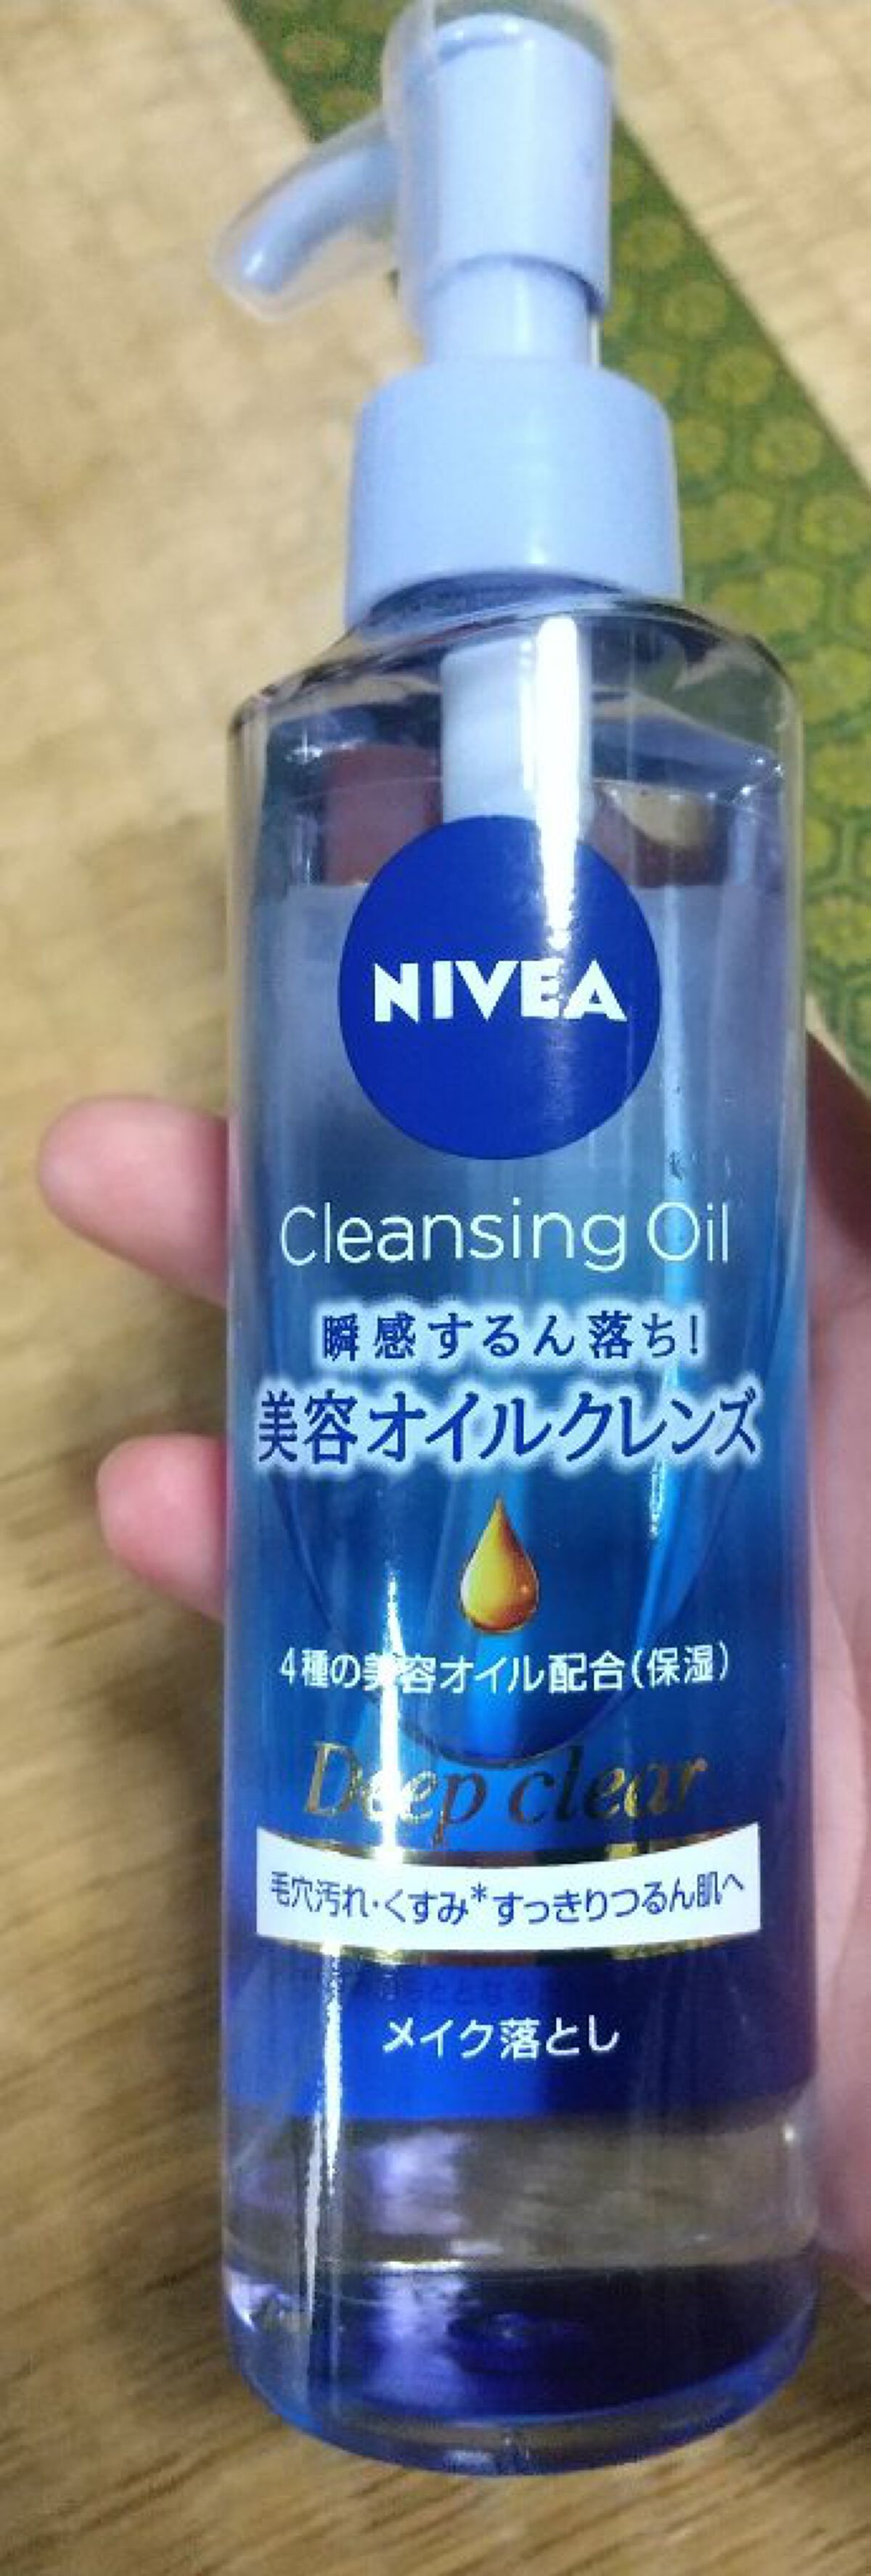 NIVEA
Cleansing Oil
瞬感するん落ち!
美容オイルクレンズ
4種の美容オイル配合(保湿)
Deep clear
毛穴汚れ・くすみ*すっきりつるん肌へ
メイク落とし